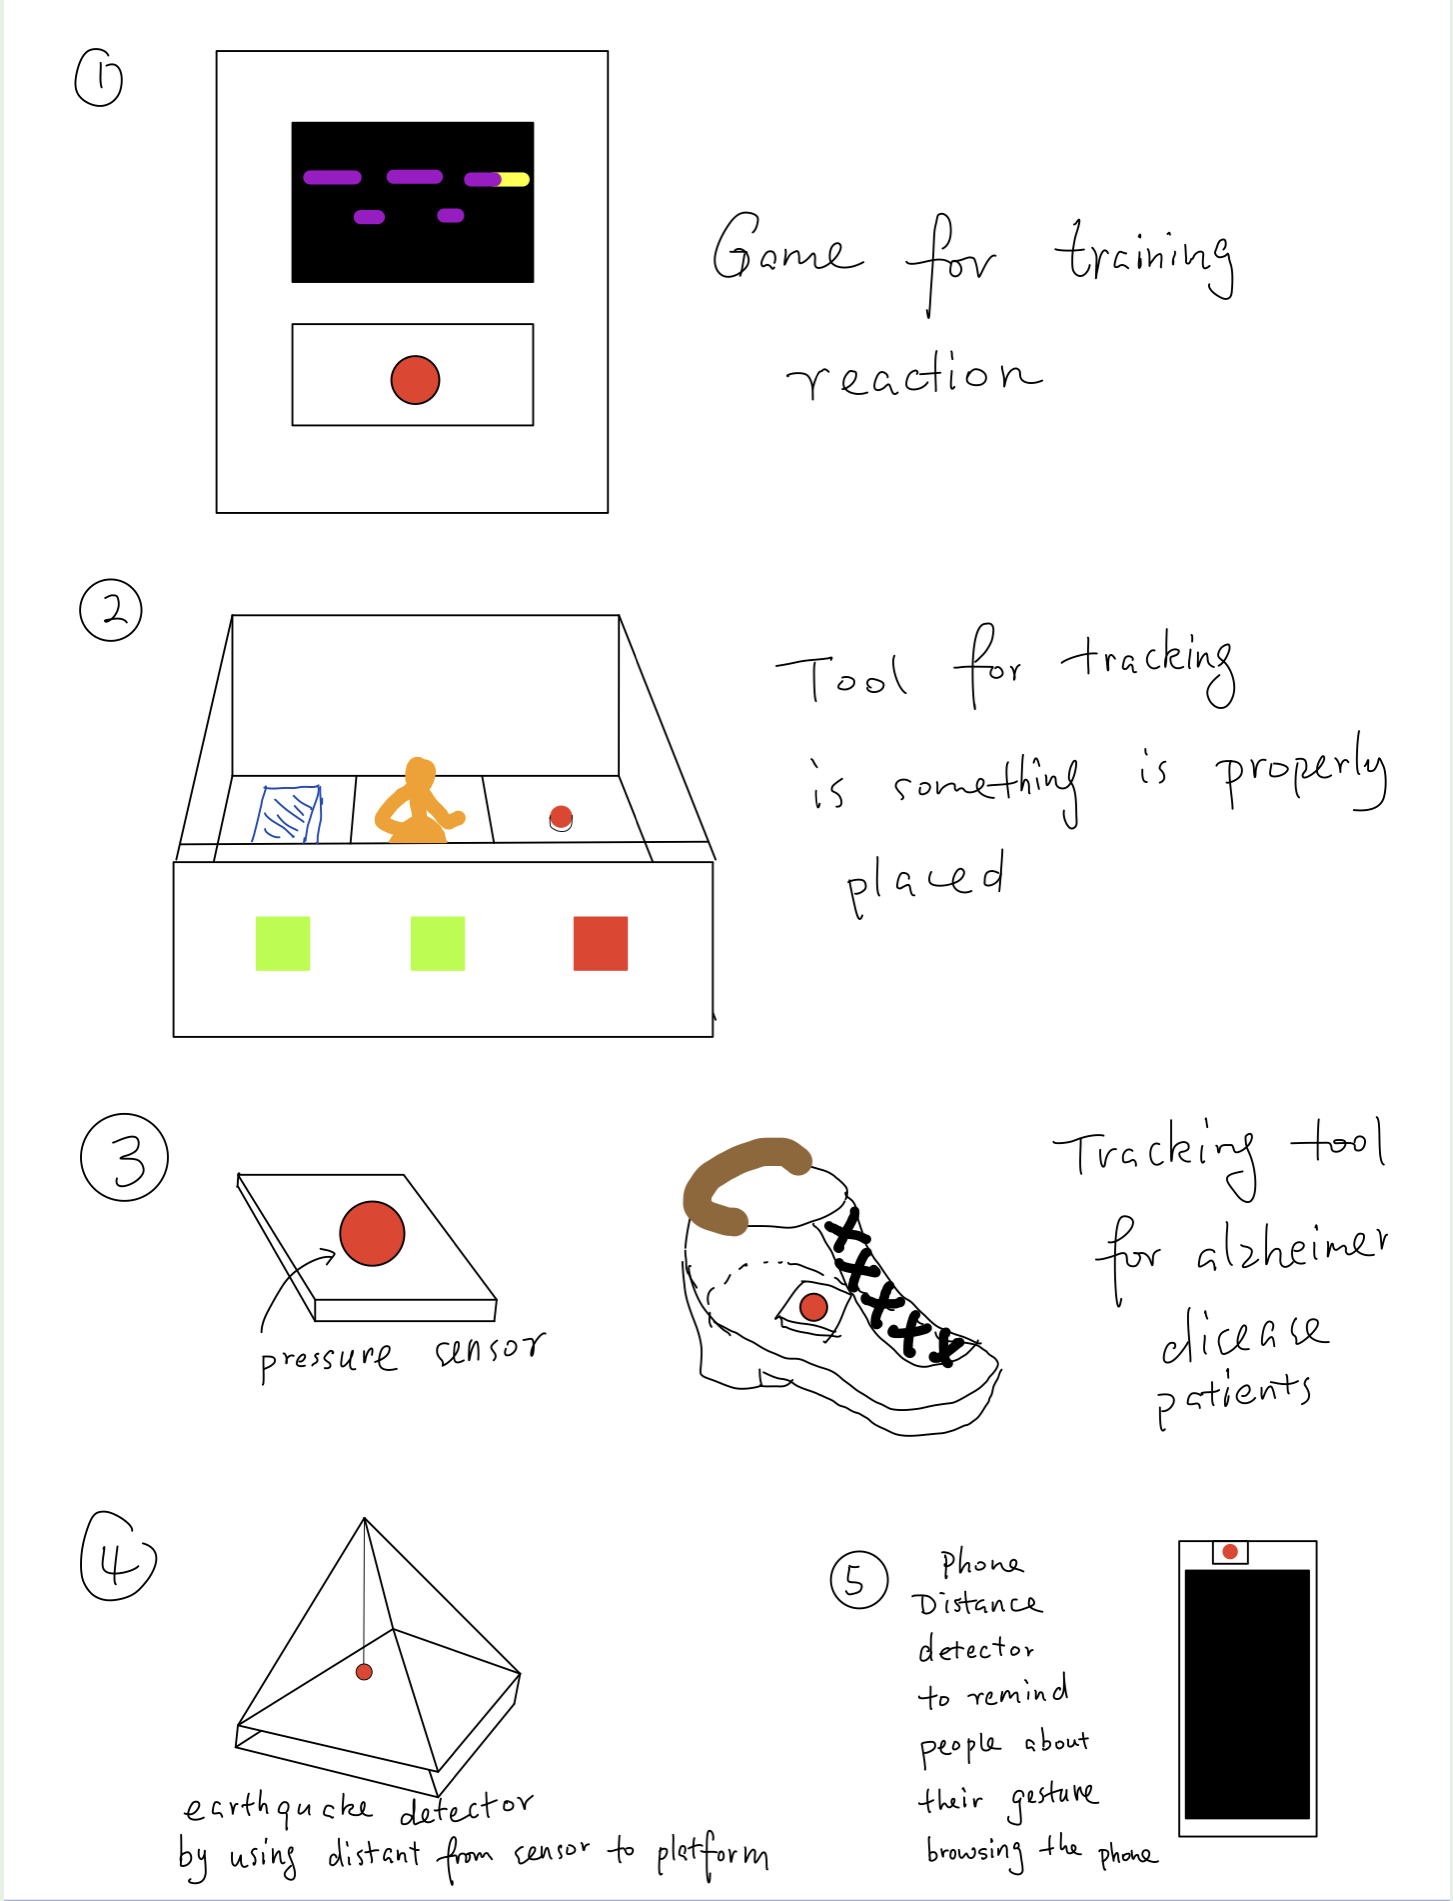 1
Game for training
reaction
2
Tool for tracking
is something is properly
placed
3
pressure sensor
Tracking tool
for alzheimer
dicease
patients
4
earthquake detector
by using distant from sensor to platform
5
Phone
Distance
detector
to remind
people about
their gesture
browsing the phone